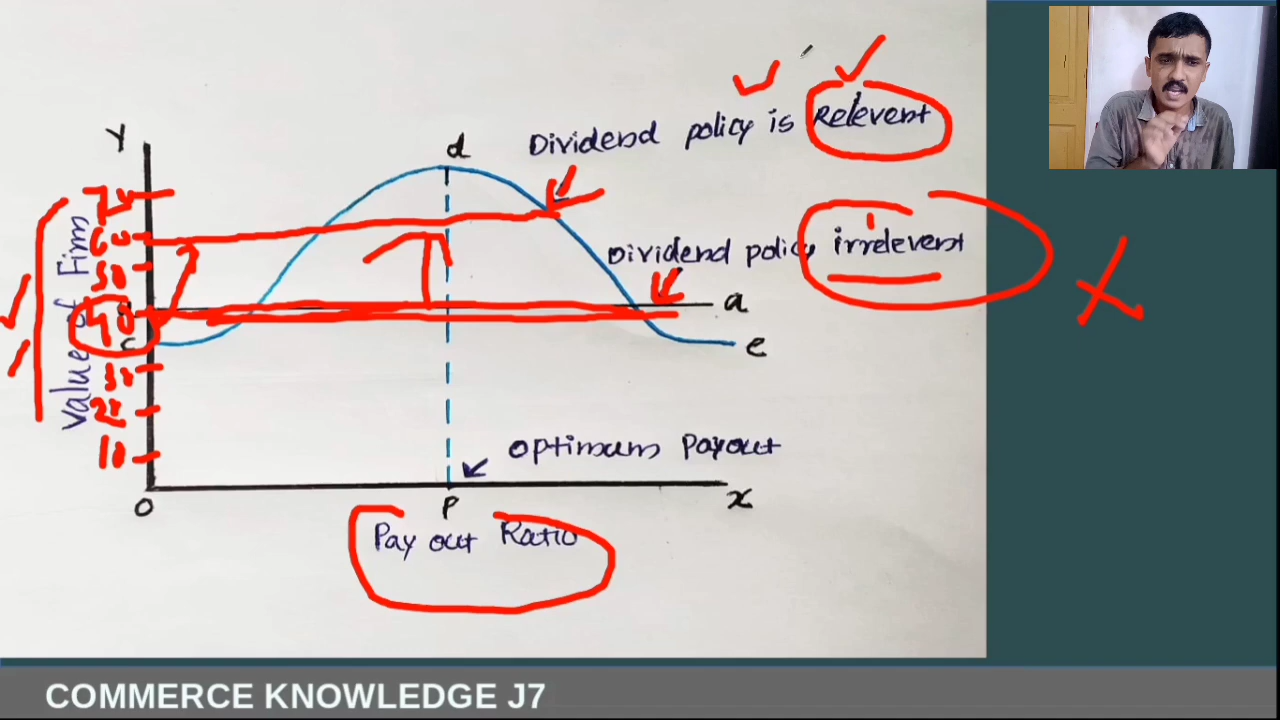 Y
d
Dividend policy is Relevent
70
60
50
40
30
20
10
Value of Firm
Dividend policy irrelevent
a
c
e
optimum payout
O
P
x
Pay out Ratio
COMMERCE KNOWLEDGE J7